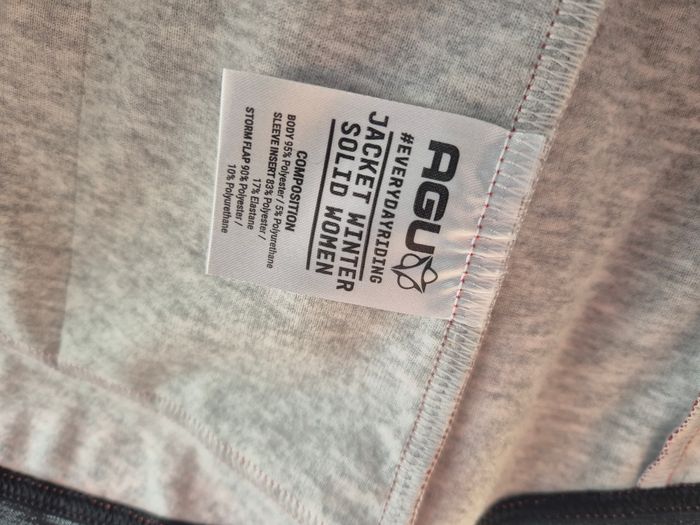 AGU
#EVERYDAYRIDING
JACKET WINTER
SOLID WOMEN
COMPOSITION
BODY 95% Polyester / 5% Polyurethane
SLEEVE INSERT 83% Polyester /
17% Elastane
STORM FLAP 90% Polyester /
10% Polyurethane